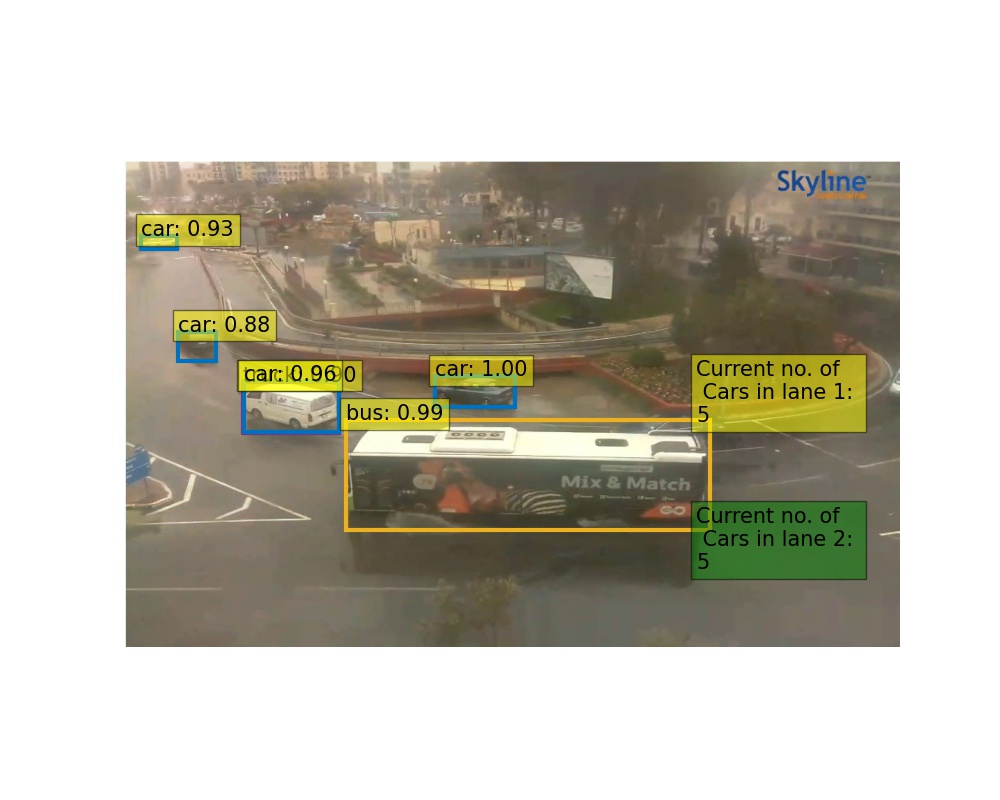 Skyline
car: 0.93
car: 0.88
car: 0.96
car: 1.00
bus: 0.99
Current no. of
Cars in lane 1:
5
Mix & Match
GO
Current no. of
Cars in lane 2:
5